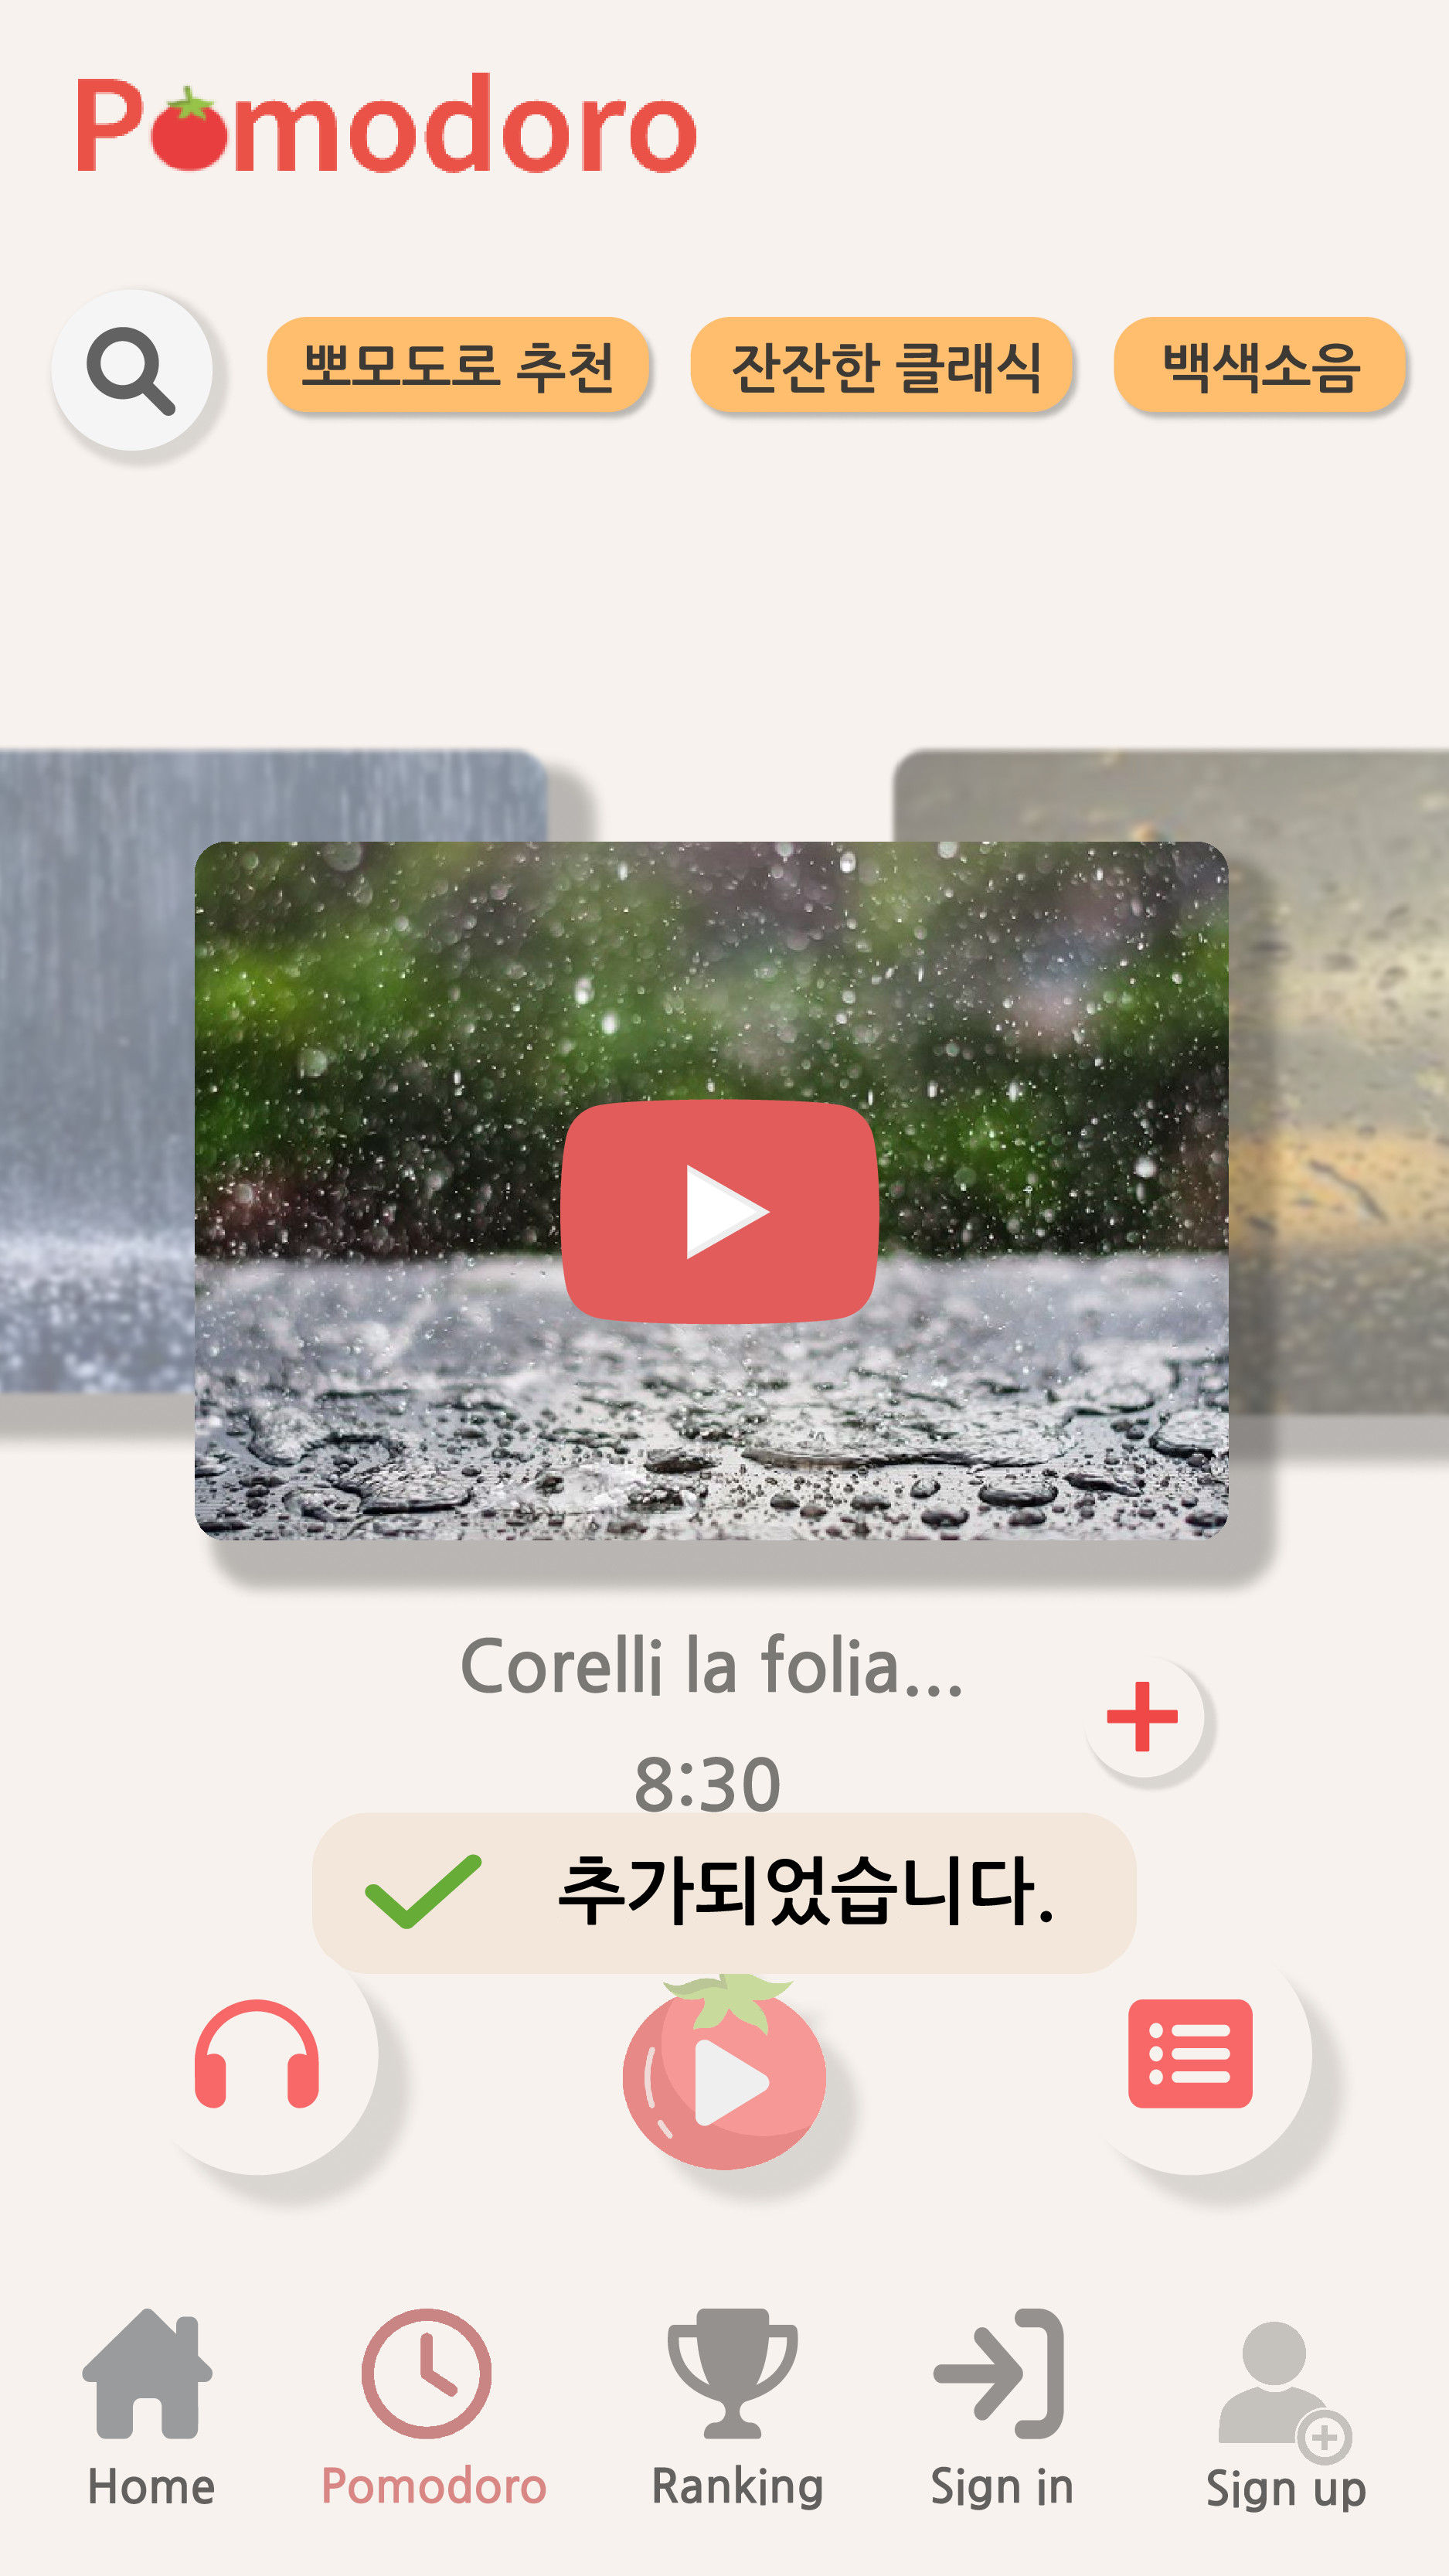 Pomodoro
뽀모도로 추천
잔잔한 클래식
백색소음
Corelli la folia...
8:30
추가되었습니다.
Home
Pomodoro
Ranking
Sign in
Sign up